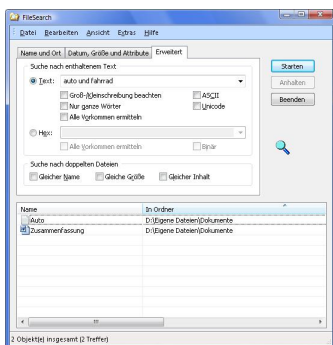 FileSearch
Datei Bearbeiten Ansicht Extras Hilfe
Name und Ort Datum, Größe und Attribute Erweitert
Suche nach enthaltenem Text
Text: auto und fahrrad
Groß-/Kleinschreibung beachten ASCII
Nur ganze Wörter Unicode
Alle Vorkommen ermitteln
Hex:
Alle Vorkommen ermitteln Binär
Suche nach doppelten Dateien
Gleicher Name Gleiche Größe Gleicher Inhalt
Starten
Anhalten
Beenden
Name In Ordner
Auto D:\Eigene Dateien\Dokumente
Zusammenfassung D:\Eigene Dateien\Dokumente
2 Objekt(e) insgesamt (2 Treffer)